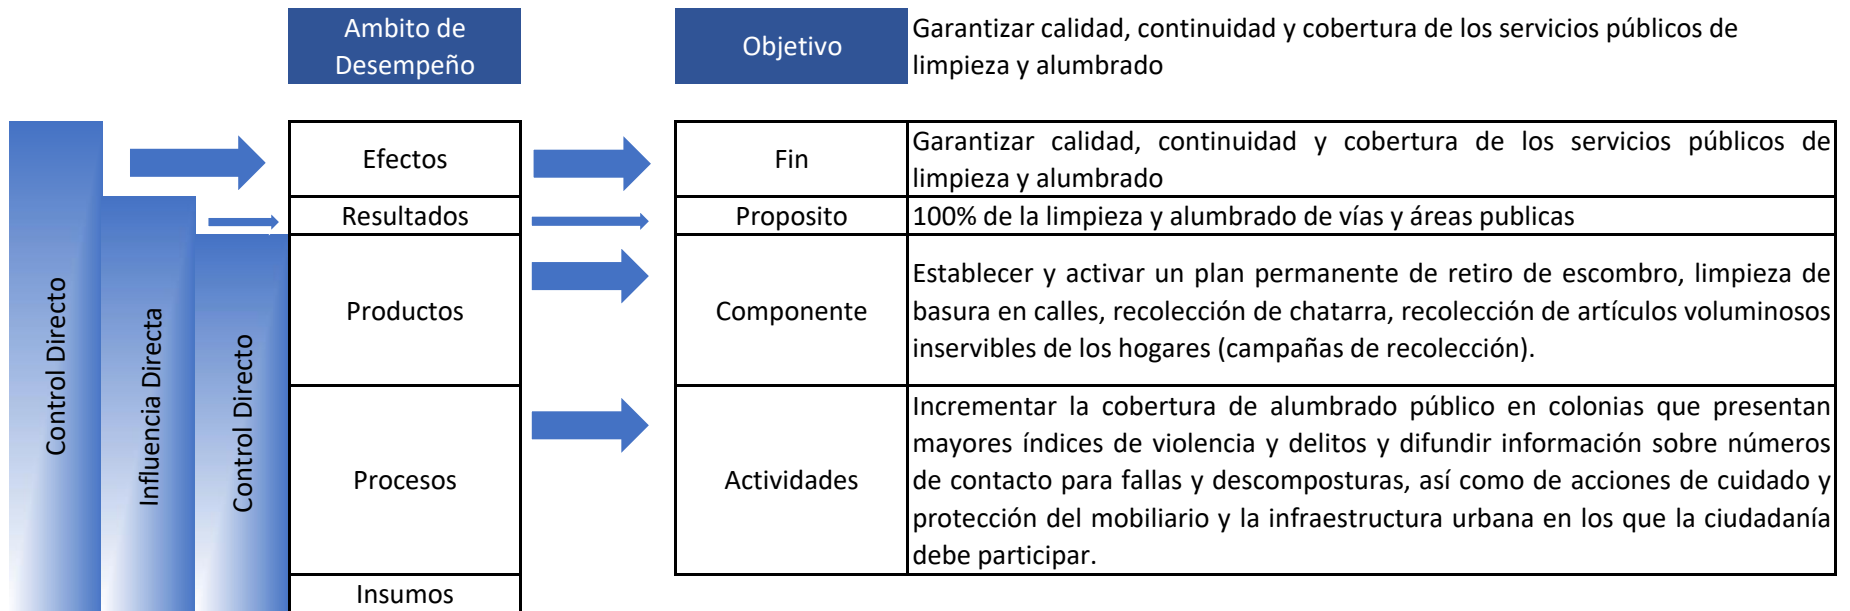 Ambito de
Desempeño
Objetivo
Garantizar calidad, continuidad y cobertura de los servicios públicos de
limpieza y alumbrado
Control Directo
Influencia Directa
Control Directo
Efectos
Fin
Garantizar calidad, continuidad y cobertura de los servicios públicos de
limpieza y alumbrado
Resultados
Proposito
100% de la limpieza y alumbrado de vías y áreas publicas
Productos
Componente
Establecer y activar un plan permanente de retiro de escombro, limpieza de
basura en calles, recolección de chatarra, recolección de artículos voluminosos
inservibles de los hogares (campañas de recolección).
Procesos
Actividades
Incrementar la cobertura de alumbrado público en colonias que presentan
mayores índices de violencia y delitos y difundir información sobre números
de contacto para fallas y descomposturas, así como de acciones de cuidado y
protección del mobiliario y la infraestructura urbana en los que la ciudadanía
debe participar.
Insumos